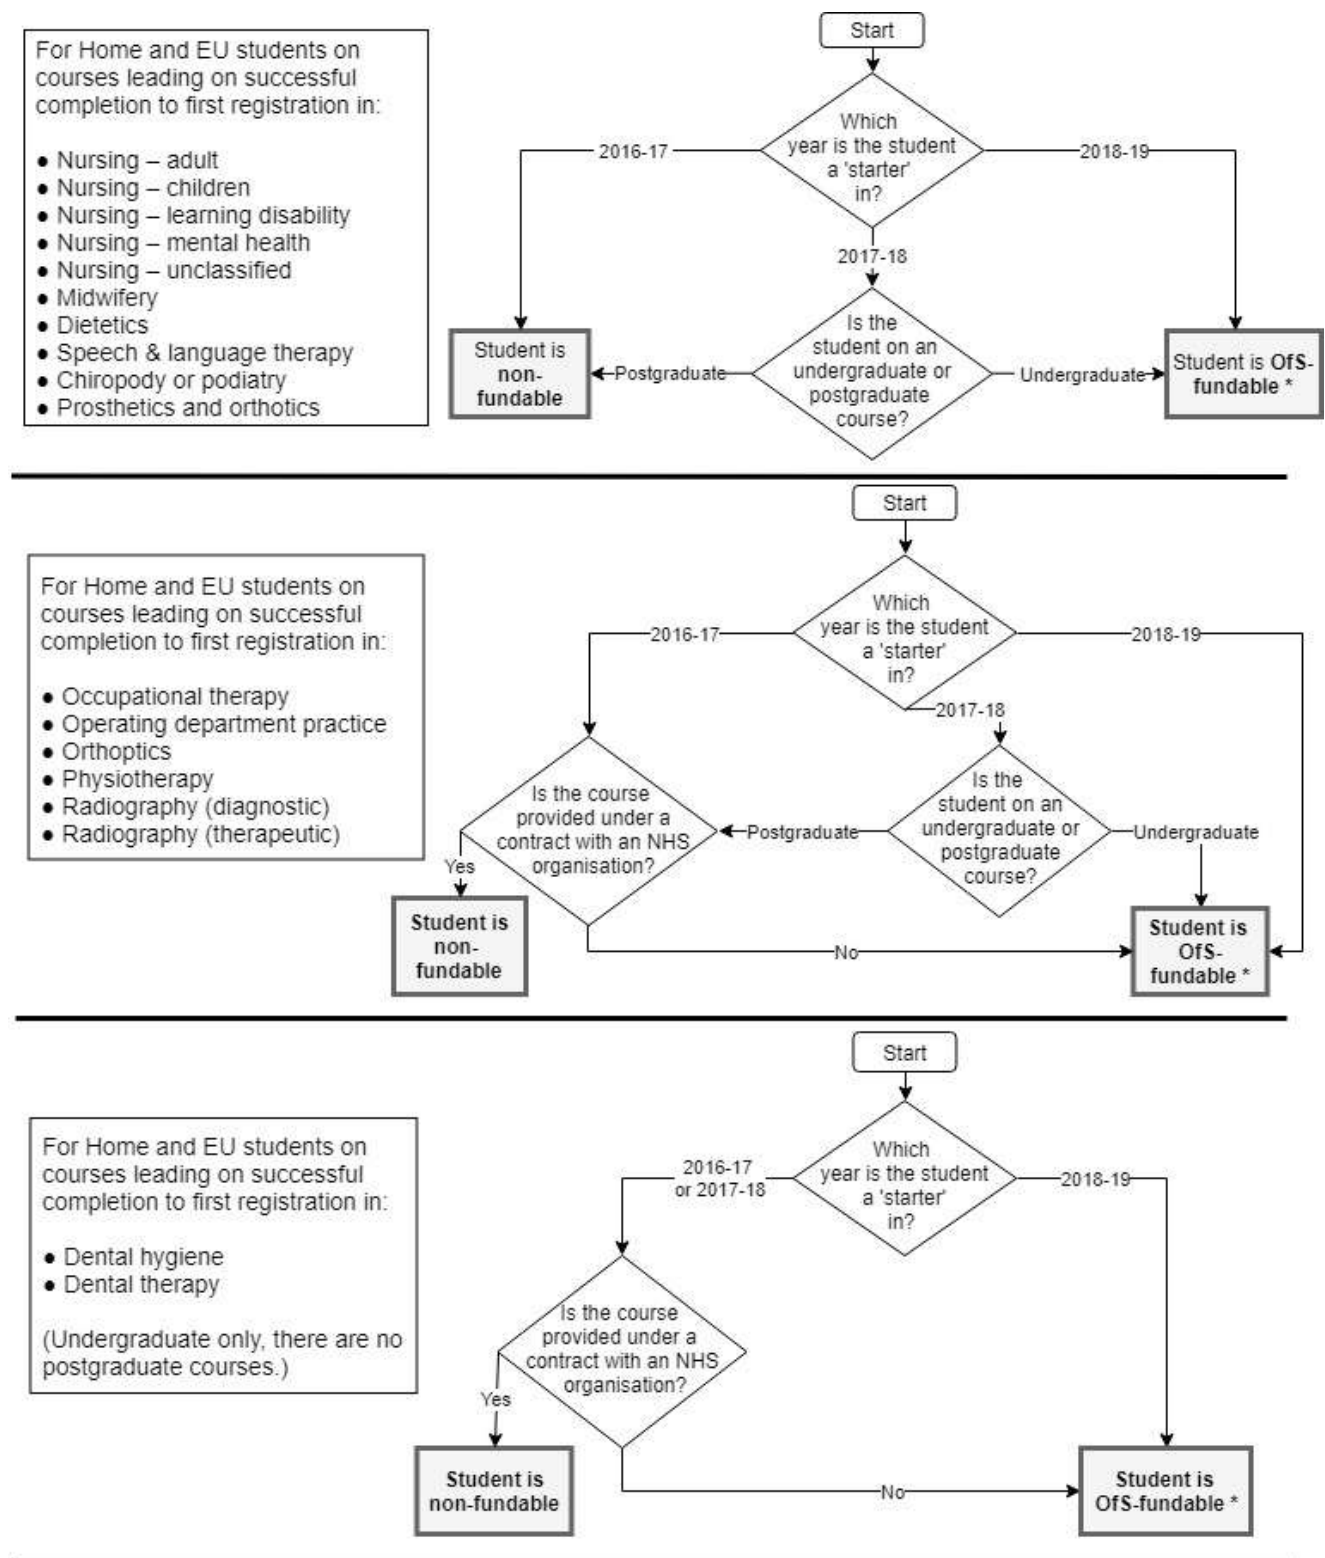 For Home and EU students on
courses leading on successful
completion to first registration in:
● Nursing – adult
● Nursing – children
● Nursing – learning disability
● Nursing – mental health
● Nursing – unclassified
● Midwifery
● Dietetics
● Speech & language therapy
● Chiropody or podiatry
● Prosthetics and orthotics
Start
Which
year is the student
a 'starter'
in?
2016-17
2018-19
2017-18
Is the
student on an
undergraduate or
postgraduate
course?
Postgraduate
Undergraduate
Student is
non-
fundable
Student is OfS-
fundable *
For Home and EU students on
courses leading on successful
completion to first registration in:
● Occupational therapy
● Operating department practice
● Orthoptics
● Physiotherapy
● Radiography (diagnostic)
● Radiography (therapeutic)
Start
Which
year is the student
a 'starter'
in?
2016-17
2018-19
2017-18
Is the course
provided under a
contract with an NHS
organisation?
Postgraduate
Is the
student on an
undergraduate or
postgraduate
course?
Undergraduate
Yes
Student is
non-
fundable
No
Student is
OfS-
fundable *
For Home and EU students on
courses leading on successful
completion to first registration in:
● Dental hygiene
● Dental therapy
(Undergraduate only, there are no
postgraduate courses.)
Start
Which
year is the student
a 'starter'
in?
2016-17
or 2017-18
2018-19
Is the course
provided under a
contract with an NHS
organisation?
Yes
Student is
non-fundable
No
Student is
OfS-fundable *